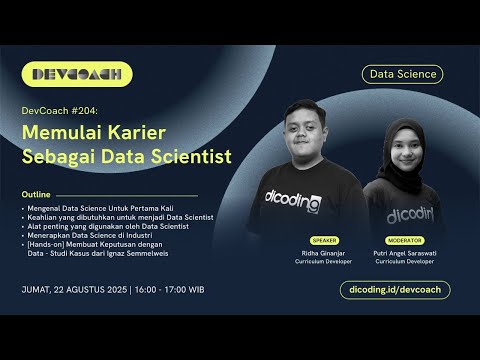 DEVCOACH
Data Science
DevCoach #204:
Memulai Karier
Sebagai Data Scientist
Outline
• Mengenal Data Science Untuk Pertama Kali
• Keahlian yang dibutuhkan untuk menjadi Data Scientist
• Alat penting yang digunakan oleh Data Scientist
• Menerapkan Data Science di Industri
• [Hands-on] Membuat Keputusan dengan
Data - Studi Kasus dari Ignaz Semmelweis
dicoding
dicodin
SPEAKER
Ridha Ginanjar
Curriculum Developer
MODERATOR
Putri Angel Saraswati
Curriculum Developer
JUMAT, 22 AGUSTUS 2025 | 16:00 - 17:00 WIB
dicoding.id/devcoach